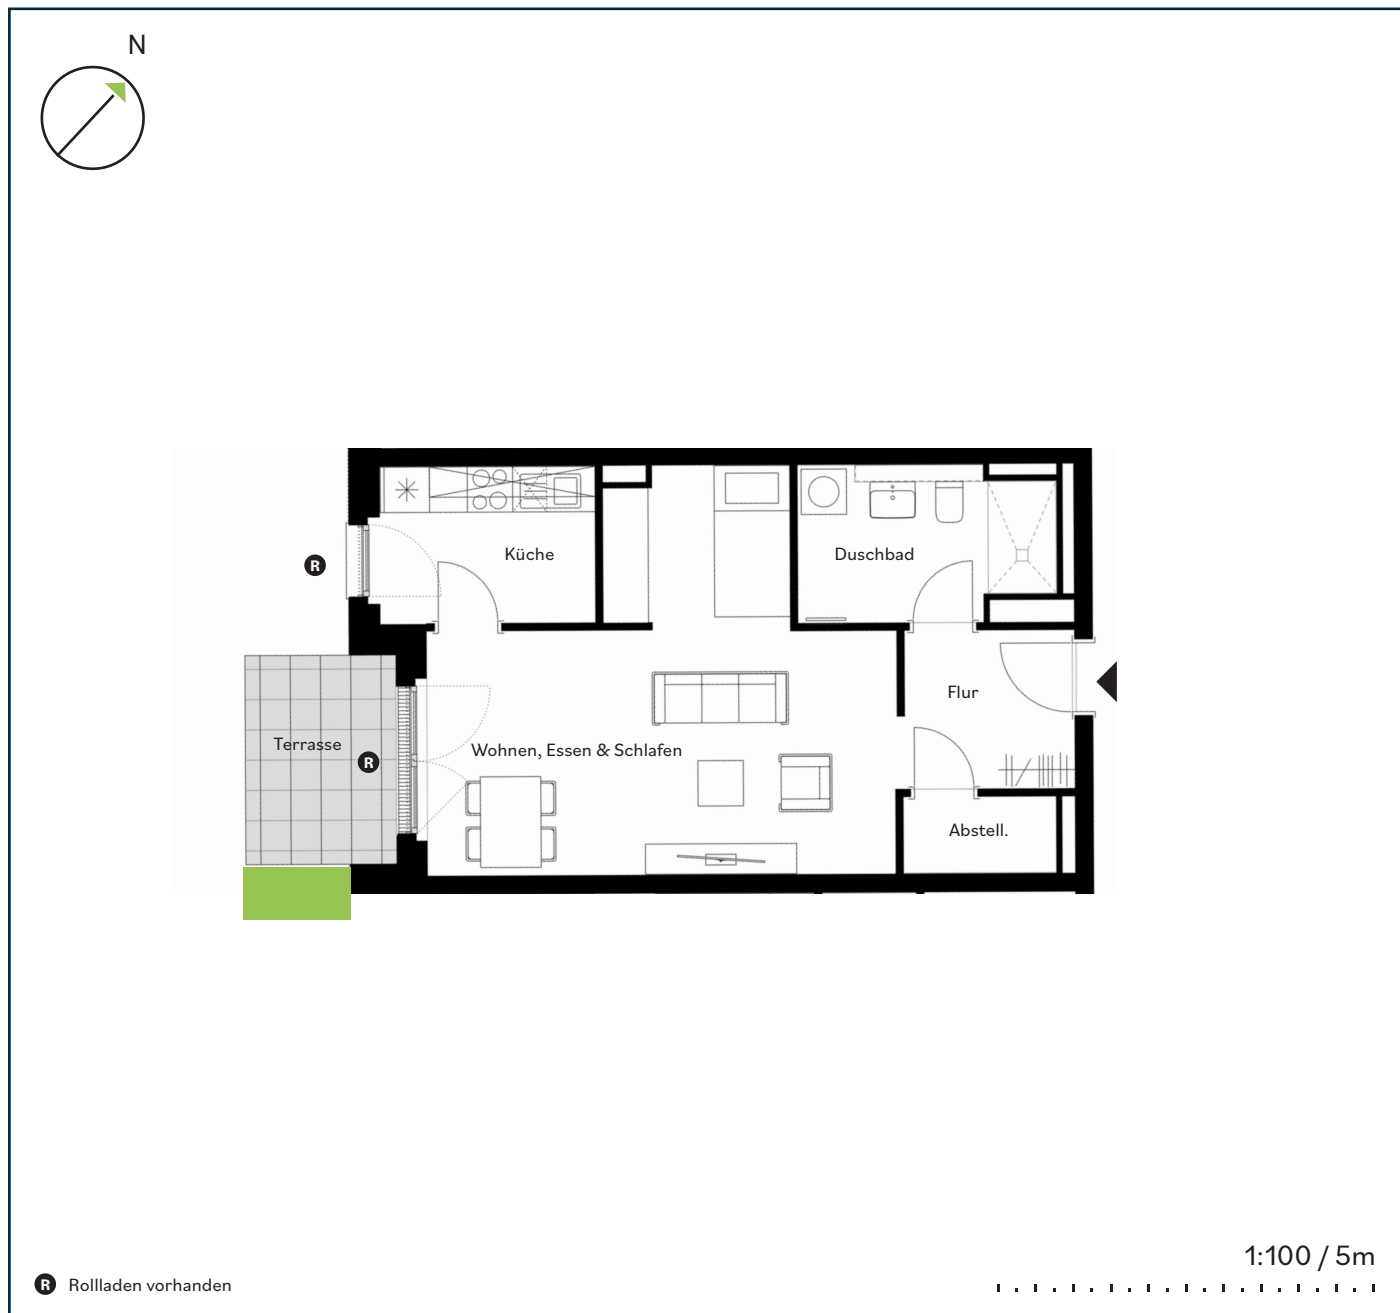 N
Küche
Duschbad
R
Flur
Terrasse
R
Wohnen, Essen & Schlafen
Abstell.
1:100 / 5m
R Rollladen vorhanden